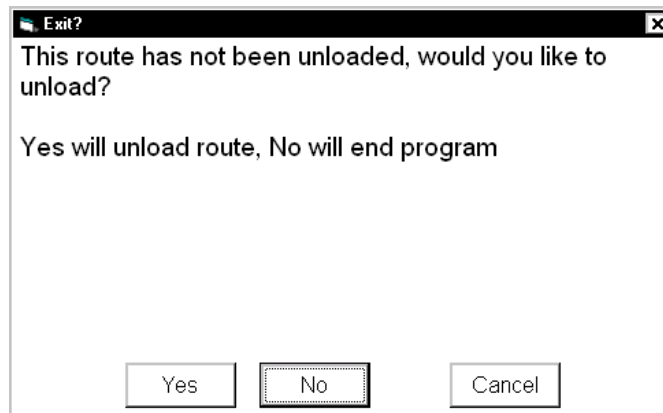 Exit?
This route has not been unloaded, would you like to
unload?
Yes will unload route, No will end program
Yes No Cancel